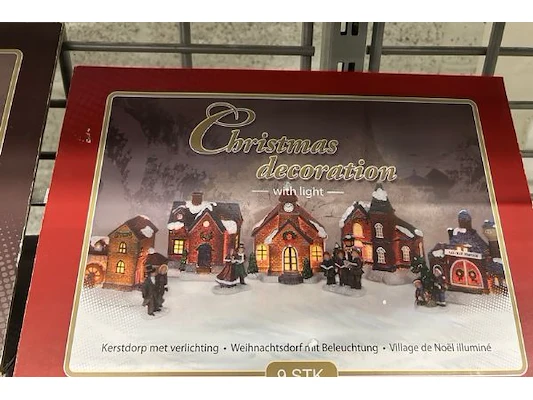 Christmas
decoration
with light
Kerstdorp met verlichting • Weihnachtsdorf mit Beleuchtung • Village de Noël illuminé
9 STK